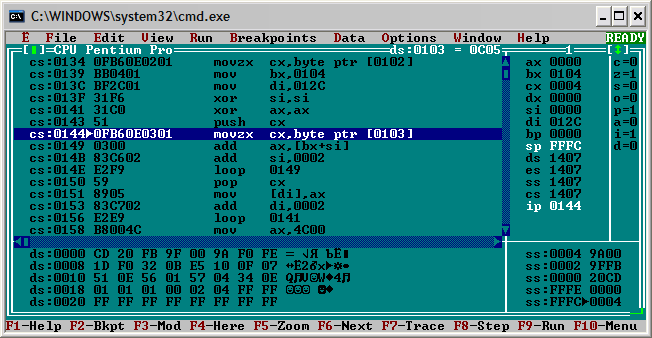 C:\WINDOWS\system32\cmd.exe
File Edit View Run Breakpoints Data Options Window Help READY
CPU Pentium Pro ds:0103 = 0C05 1
cs:0134 0FB60E0201 movzx cx,byte ptr [0102] ax 0000 c=0
cs:0139 BB0401 mov bx,0104 bx 0104 z=1
cs:013C BF2C01 mov di,012C cx 0004 s=0
cs:013F 31F6 xor si,si dx 0000 o=0
cs:0141 31C0 xor ax,ax si 0000 p=1
cs:0143 51 push cx di 012C a=0
cs:0144►0FB60E0301 movzx cx,byte ptr [0103] bp 0000 i=1
cs:0149 0300 add ax,[bx+si] sp FFFC d=0
cs:014B 83C602 add si,0002 ds 1407
cs:014E E2F9 loop 0149 es 1407
cs:0150 59 pop cx ss 1407
cs:0151 8905 mov [di],ax cs 1407
cs:0153 83C702 add di,0002 ip 0144
cs:0156 E2E9 loop 0141
cs:0158 B8004C mov ax,4C00
ds:0000 CD 20 FB 9F 00 9A F0 FE ss:0004 9A00
ds:0008 1D F0 32 0B E5 10 0F 07 ss:0002 9FFB
ds:0010 51 0E 56 01 57 04 34 0E ss:0000 20CD
ds:0018 01 01 01 00 02 04 FF FF ss:FFFE 0000
ds:0020 FF FF FF FF FF FF FF FF ss:FFFC►0004
F1-Help F2-Bkpt F3-Mod F4-Here F5-Zoom F6-Next F7-Trace F8-Step F9-Run F10-Menu